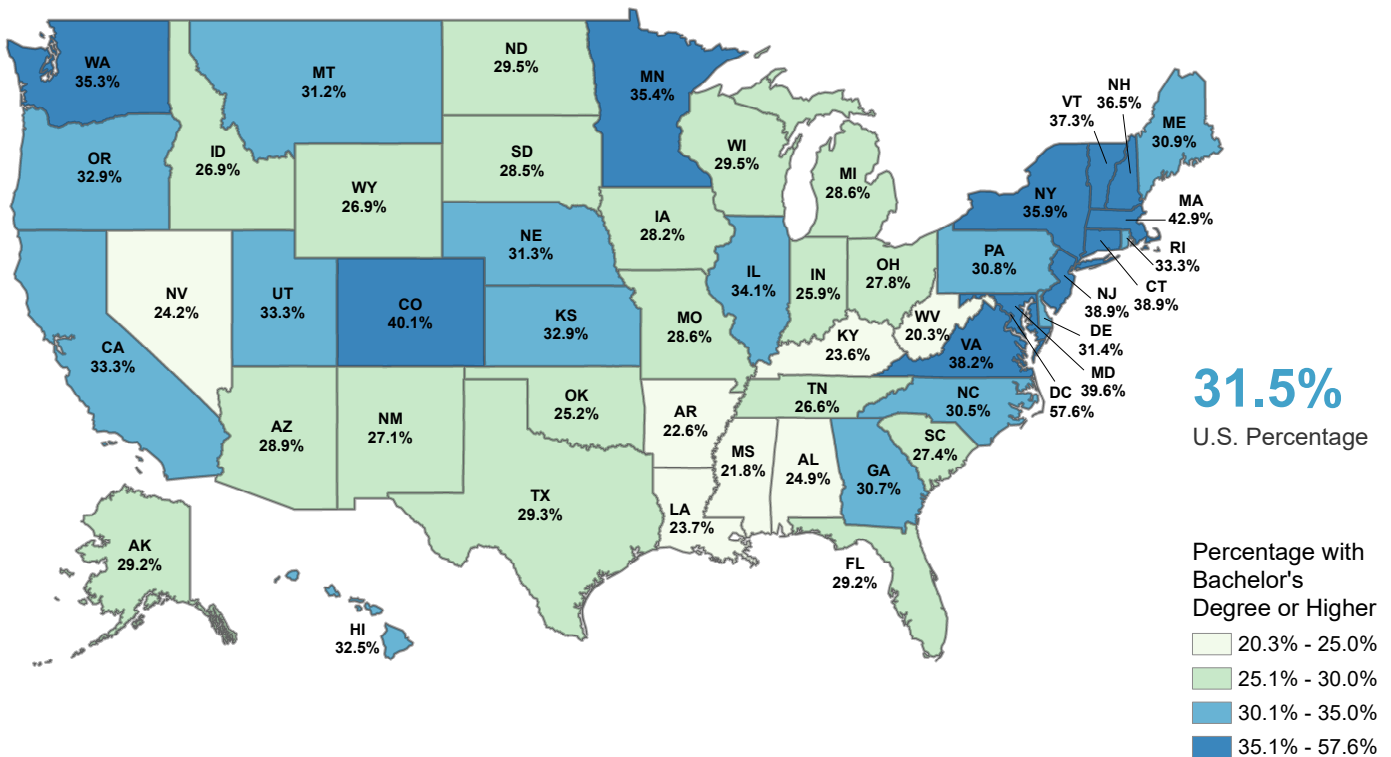 WA
35.3%
MT
31.2%
ND
29.5%
MN
35.4%
VT
37.3%
NH
36.5%
ME
30.9%
OR
32.9%
ID
26.9%
WY
26.9%
SD
28.5%
WI
29.5%
MI
28.6%
NY
35.9%
MA
42.9%
RI
33.3%
CT
38.9%
NJ
38.9%
DE
31.4%
MD
39.6%
DC
57.6%
NV
24.2%
UT
33.3%
CO
40.1%
NE
31.3%
IA
28.2%
IL
34.1%
IN
25.9%
OH
27.8%
PA
30.8%
CA
33.3%
KS
32.9%
MO
28.6%
KY
23.6%
WV
20.3%
VA
38.2%
AZ
28.9%
NM
27.1%
OK
25.2%
AR
22.6%
TN
26.6%
NC
30.5%
SC
27.4%
TX
29.3%
LA
23.7%
MS
21.8%
AL
24.9%
GA
30.7%
FL
29.2%
AK
29.2%
HI
32.5%
31.5%
U.S. Percentage
Percentage with
Bachelor's
Degree or Higher
20.3% - 25.0%
25.1% - 30.0%
30.1% - 35.0%
35.1% - 57.6%